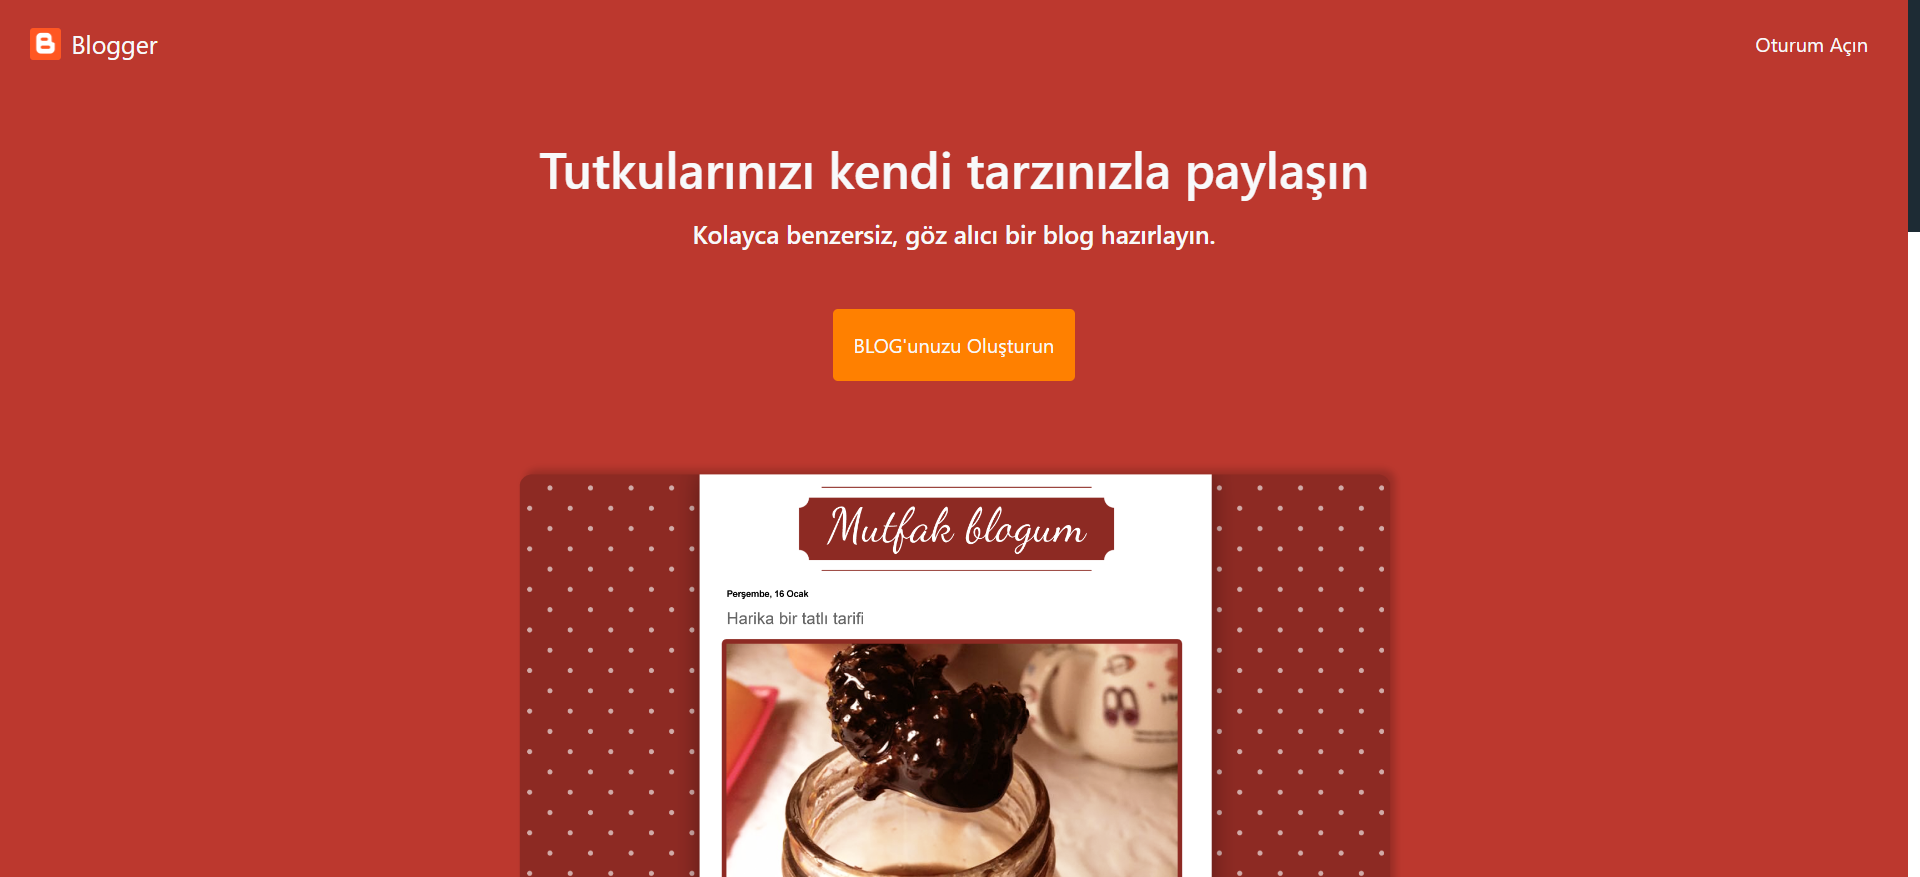 Blogger
Oturum Açın
Tutkularınızı kendi tarzınızla paylaşın
Kolayca benzersiz, göz alıcı bir blog hazırlayın.
BLOG'unuzu Oluşturun
Mutfak blogum
Perşembe, 16 Ocak
Harika bir tatlı tarifi